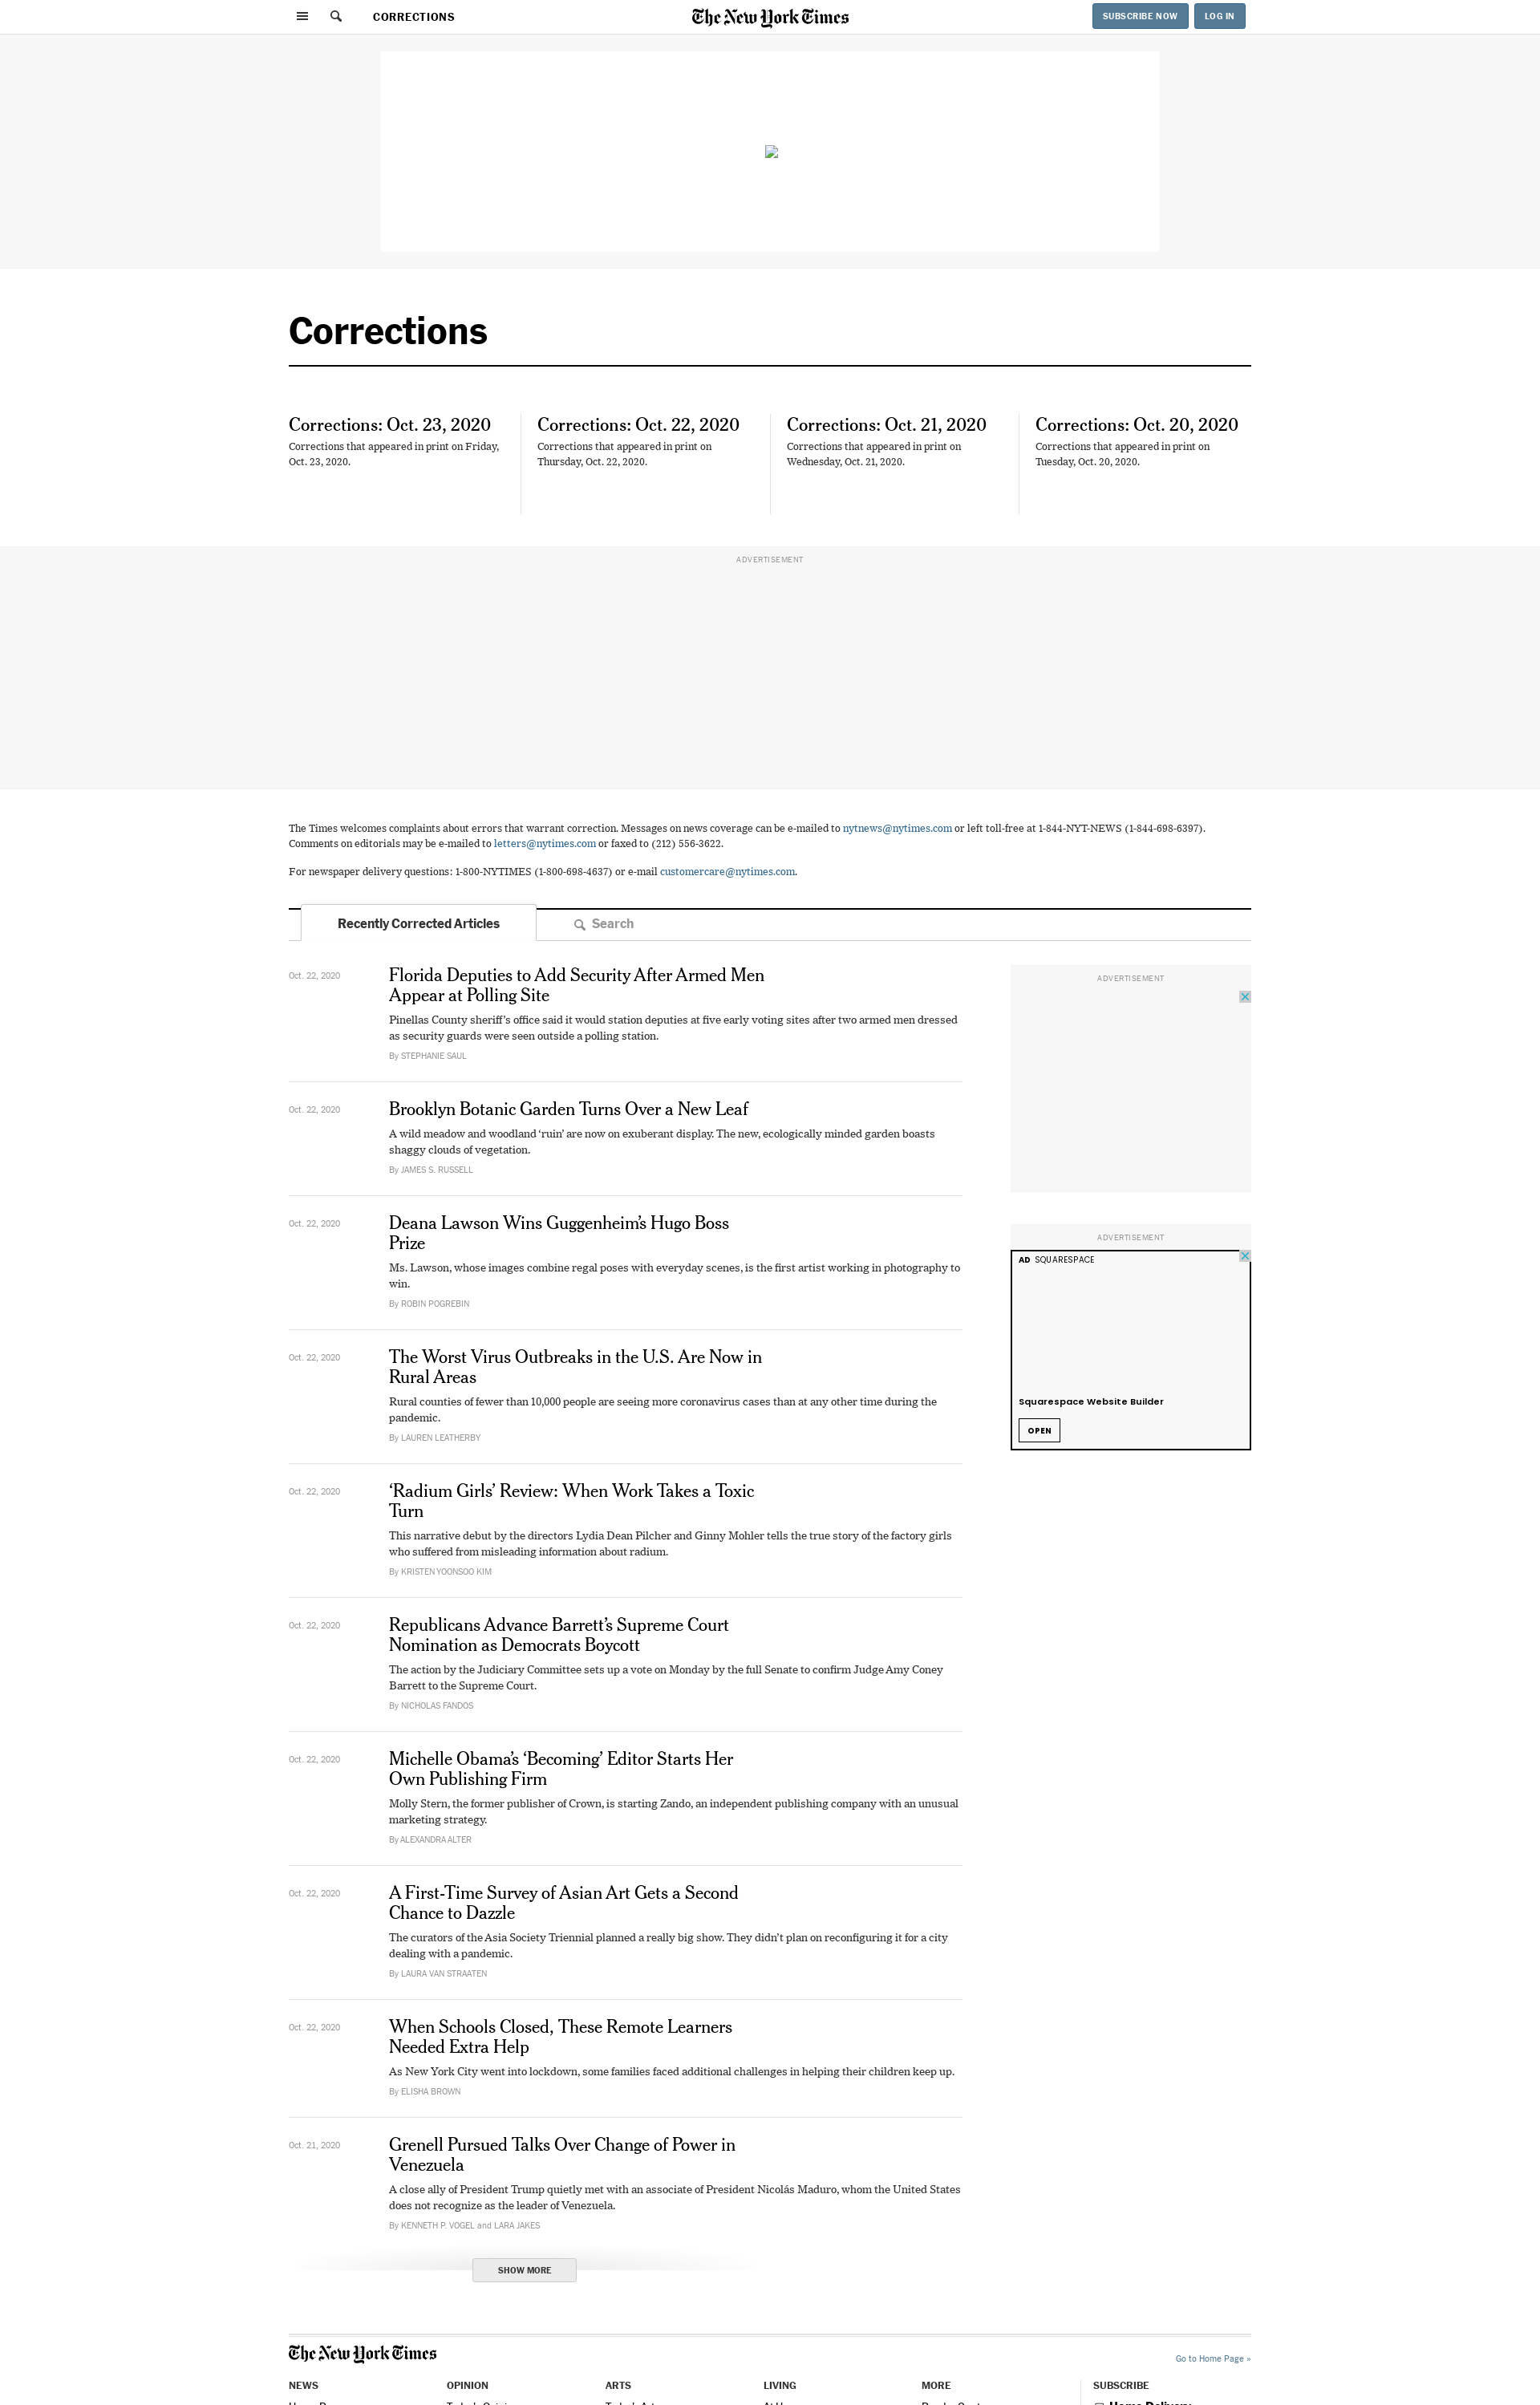 CORRECTIONS
The New York Times
SUBSCRIBE NOW
LOG IN
Corrections
Corrections: Oct. 23, 2020
Corrections that appeared in print on Friday,
Oct. 23, 2020.
Corrections: Oct. 22, 2020
Corrections that appeared in print on
Thursday, Oct. 22, 2020.
Corrections: Oct. 21, 2020
Corrections that appeared in print on
Wednesday, Oct. 21, 2020.
Corrections: Oct. 20, 2020
Corrections that appeared in print on
Tuesday, Oct. 20, 2020.
ADVERTISEMENT
The Times welcomes complaints about errors that warrant correction. Messages on news coverage can be e-mailed to nytnews@nytimes.com or left toll-free at 1-844-NYT-NEWS (1-844-698-6397).
Comments on editorials may be e-mailed to letters@nytimes.com or faxed to (212) 556-3622.
For newspaper delivery questions: 1-800-NYTIMES (1-800-698-4637) or e-mail customercare@nytimes.com.
Recently Corrected Articles
Search
Oct. 22, 2020
Florida Deputies to Add Security After Armed Men
Appear at Polling Site
Pinellas County sheriff’s office said it would station deputies at five early voting sites after two armed men dressed
as security guards were seen outside a polling station.
By STEPHANIE SAUL
Oct. 22, 2020
Brooklyn Botanic Garden Turns Over a New Leaf
A wild meadow and woodland ‘ruin’ are now on exuberant display. The new, ecologically minded garden boasts
shaggy clouds of vegetation.
By JAMES S. RUSSELL
Oct. 22, 2020
Deana Lawson Wins Guggenheim’s Hugo Boss
Prize
Ms. Lawson, whose images combine regal poses with everyday scenes, is the first artist working in photography to
win.
By ROBIN POGREBIN
Oct. 22, 2020
The Worst Virus Outbreaks in the U.S. Are Now in
Rural Areas
Rural counties of fewer than 10,000 people are seeing more coronavirus cases than at any other time during the
pandemic.
By LAUREN LEATHERBY
Oct. 22, 2020
‘Radium Girls’ Review: When Work Takes a Toxic
Turn
This narrative debut by the directors Lydia Dean Pilcher and Ginny Mohler tells the true story of the factory girls
who suffered from misleading information about radium.
By KRISTEN YOONSOO KIM
Oct. 22, 2020
Republicans Advance Barrett’s Supreme Court
Nomination as Democrats Boycott
The action by the Judiciary Committee sets up a vote on Monday by the full Senate to confirm Judge Amy Coney
Barrett to the Supreme Court.
By NICHOLAS FANDOS
Oct. 22, 2020
Michelle Obama’s ‘Becoming’ Editor Starts Her
Own Publishing Firm
Molly Stern, the former publisher of Crown, is starting Zando, an independent publishing company with an unusual
marketing strategy.
By ALEXANDRA ALTER
Oct. 22, 2020
A First-Time Survey of Asian Art Gets a Second
Chance to Dazzle
The curators of the Asia Society Triennial planned a really big show. They didn’t plan on reconfiguring it for a city
dealing with a pandemic.
By LAURA VAN STRAATEN
Oct. 22, 2020
When Schools Closed, These Remote Learners
Needed Extra Help
As New York City went into lockdown, some families faced additional challenges in helping their children keep up.
By ELISHA BROWN
Oct. 21, 2020
Grenell Pursued Talks Over Change of Power in
Venezuela
A close ally of President Trump quietly met with an associate of President Nicolás Maduro, whom the United States
does not recognize as the leader of Venezuela.
By KENNETH P. VOGEL and LARA JAKES
SHOW MORE
ADVERTISEMENT
ADVERTISEMENT
AD SQUARESPACE
Squarespace Website Builder
OPEN
The New York Times
Go to Home Page »
NEWS
OPINION
ARTS
LIVING
MORE
SUBSCRIBE